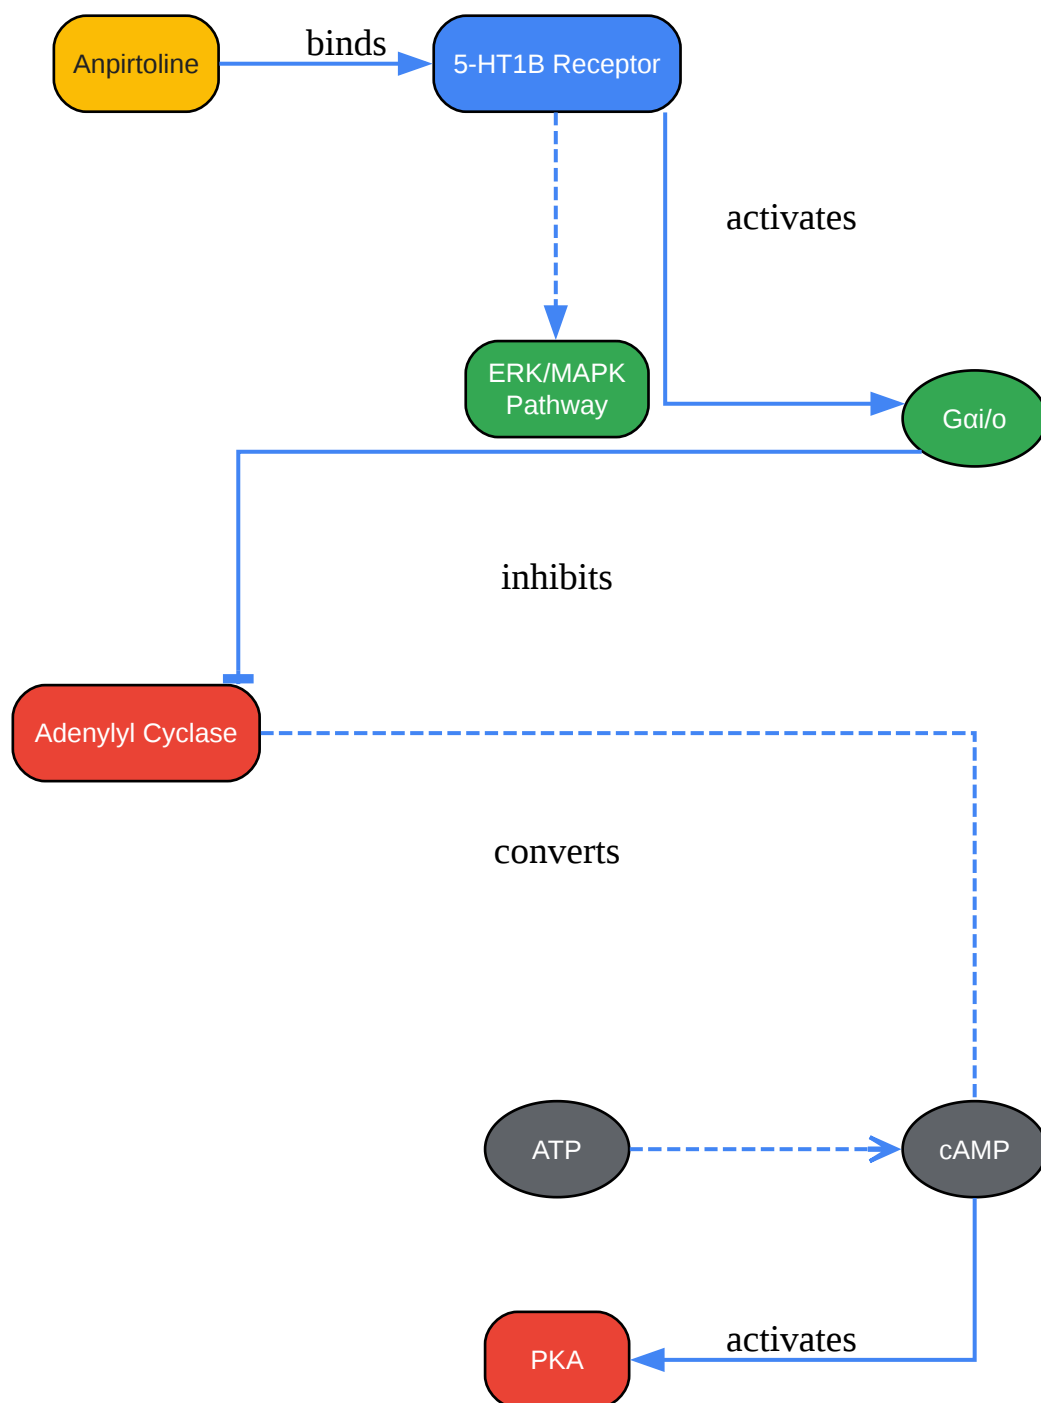 Anpirtoline
binds
5-HT1B Receptor
activates
ERK/MAPK
Pathway
Gαi/o
inhibits
Adenylyl Cyclase
converts
ATP
cAMP
activates
PKA